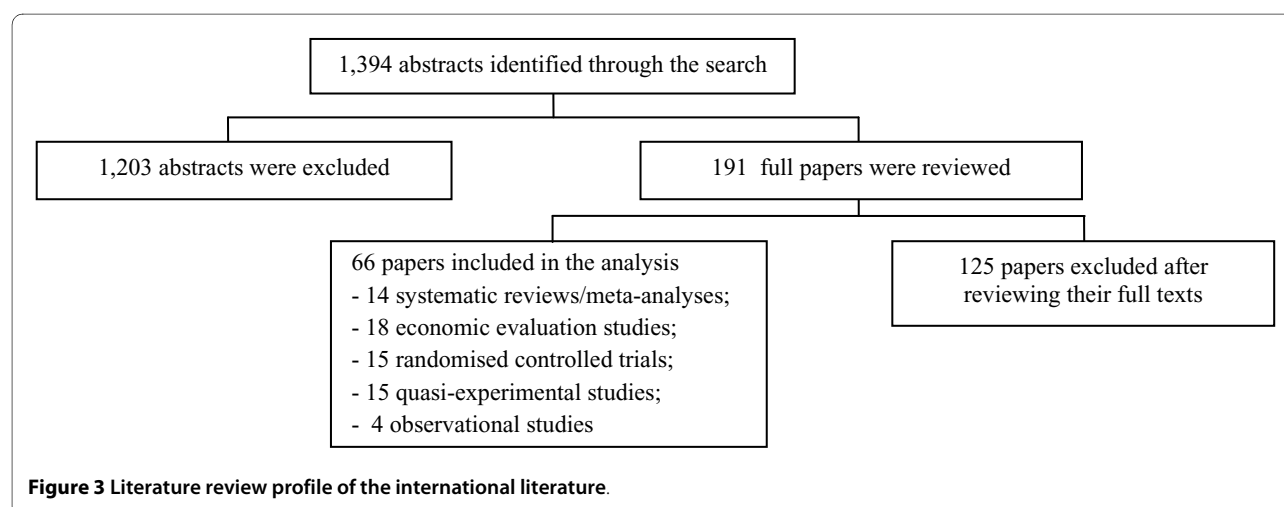 1,394 abstracts identified through the search
1,203 abstracts were excluded
191 full papers were reviewed
66 papers included in the analysis
- 14 systematic reviews/meta-analyses;
- 18 economic evaluation studies;
- 15 randomised controlled trials;
- 15 quasi-experimental studies;
- 4 observational studies
125 papers excluded after
reviewing their full texts
Figure 3 Literature review profile of the international literature.